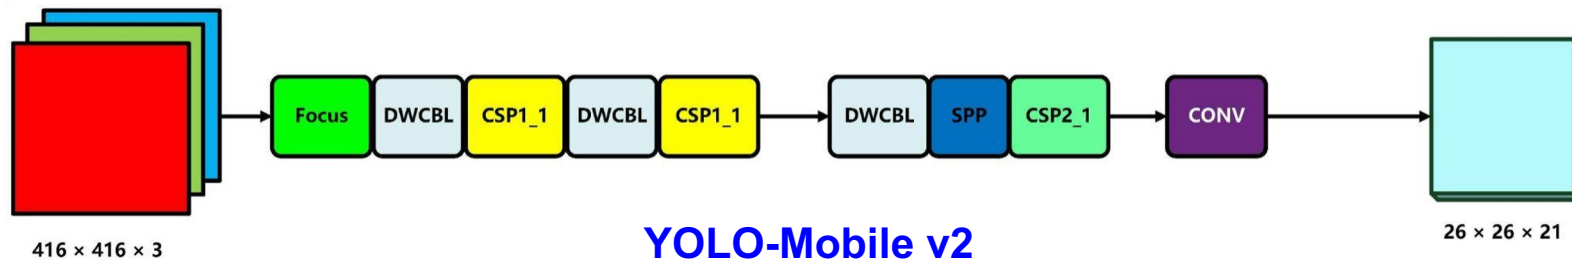 Focus
DWCBL
CSP1_1
DWCBL
CSP1_1
DWCBL
SPP
CSP2_1
CONV
416 × 416 × 3
YOLO-Mobile v2
26 × 26 × 21